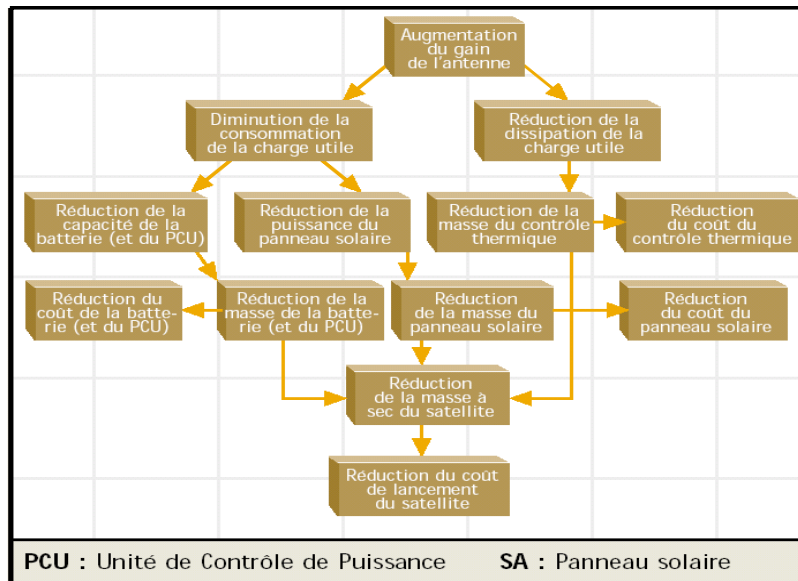 Augmentation
du gain
de l'antenne
Diminution de la
consommation
de la charge utile
Réduction de la
dissipation de la
charge utile
Réduction de la
capacité de la
batterie (et du PCU)
Réduction de la
puissance du
panneau solaire
Réduction de la
masse du contrôle
thermique
Réduction
du coût du
contrôle thermique
Réduction du
coût de la batte-
rie (et du PCU)
Réduction de la
masse de la batte-
rie (et du PCU)
Réduction
de la masse du
panneau solaire
Réduction
du coût du
panneau solaire
Réduction
de la masse à
sec du satellite
Réduction du coût
de lancement
du satellite
PCU : Unité de Contrôle de Puissance SA : Panneau solaire